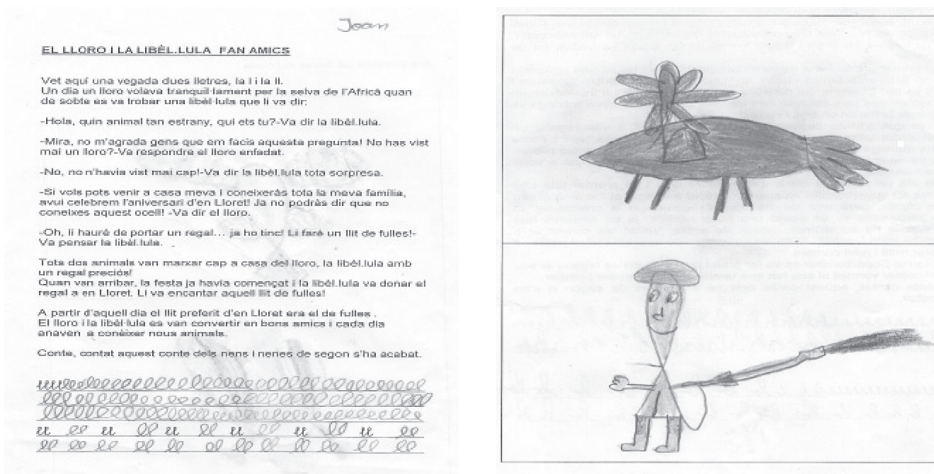 Joan
EL LLORO I LA LIBÈL.LULA FAN AMICS
Vet aquí una vegada dues lletres, la l i la ll.
Un dia un lloro volava tranquil·lament per la selva de l'Africà quan
de sobte es va trobar una libèl·lula que li va dir:
-Hola, quin animal tan estrany, qui ets tu?-Va dir la libèl.lula.
-Mira, no m'agrada gens que em facis aquesta pregunta! No has vist
mai un lloro?-Va respondre el lloro enfadat.
-No, no n'havia vist mai cap!-Va dir la libèl.lula tota sorpresa.
-Si vols pots venir a casa meva i coneixeràs tota la meva família,
avui celebrem l'aniversari d'en Lloret! Ja no podràs dir que no
coneixes aquest ocell! -Va dir el lloro.
-Oh, li hauré de portar un regal... ja ho tinc! Li faré un llit de fulles!-
Va pensar la libèl.lula.
Tots dos animals van marxar cap a casa del lloro, la libèl.lula amb
un regal preciós!
Quan van arribar, la festa ja havia començat i la libèl.lula va donar el
regal a en Lloret. Li va encantar aquell llit de fulles!
A partir d'aquell dia el llit preferit d'en Lloret era el de fulles .
El lloro i la libèl·lula es van convertir en bons amics i cada dia
anaven a conèixer nous animals.
Conte, contat aquest conte dels nens i nenes de segon s'ha acabat.